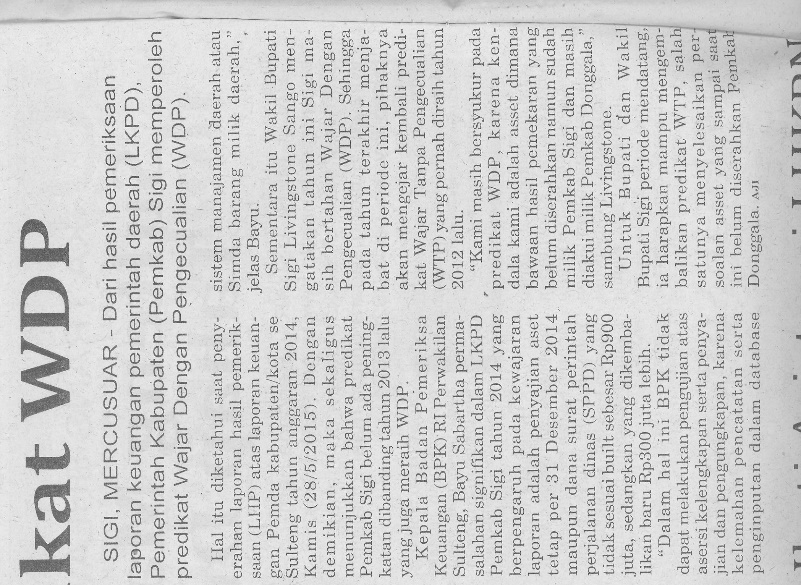 kat WDP
SIGI, MERCUSUAR - Dari hasil pemeriksaan
laporan keuangan pemerintah daerah (LKPD),
Pemerintah Kabupaten (Pemkab) Sigi memperoleh
predikat Wajar Dengan Pengecualian (WDP).
Hal itu diketahui saat peny-
erahan laporan hasil pemerik-
saan (LHP) atas laporan keuan-
gan Pemda kabupaten/kota se
Sulteng tahun anggaran 2014,
Kamis (28/5/2015). Dengan
demikian, maka sekaligus
menunjukkan bahwa predikat
Pemkab Sigi belum ada pening-
katan dibanding tahun 2013 lalu
yang juga meraih WDP.
Kepala Badan Pemeriksa
Keuangan (BPK) RI Perwakilan
Sulteng, Bayu Sabartha perma-
salahan signifikan dalam LKPD
Pemkab Sigi tahun 2014 yang
berpengaruh pada kewajaran
laporan adalah penyajian aset
tetap per 31 Desember 2014
maupun dana surat perintah
perjalanan dinas (SPPD) yang
tidak sesuai built sebesar Rp900
juta, sedangkan yang dikemba-
likan baru Rp300 juta lebih.
"Dalam hal ini BPK tidak
dapat melakukan pengujian atas
asersi kelengkapan serta penya-
jian dan pengungkapan, karena
kelemahan pencatatan serta
penginputan dalam database
sistem manajamen daerah atau
Simda barang milik daerah,"
jelas Bayu.
Sementara itu Wakil Bupati
Sigi Livingstone Sango men-
gatakan tahun ini Sigi ma-
sih bertahan Wajar Dengan
Pengecualian (WDP). Sehingga
pada tahun terakhir menja-
bat di periode ini, pihaknya
akan mengejar kembali predi-
kat Wajar Tanpa Pengecualian
(WTP) yang pernah diraih tahun
2012 lalu.
"Kami masih bersyukur pada
predikat WDP, karena ken-
dala kami adalah asset dimana
bawaan hasil pemekaran yang
belum diserahkan namun sudah
milik Pemkab Sigi dan masih
diakui milik Pemkab Donggala,"
sambung Livingstone.
Untuk Bupati dan Wakil
Bupati Sigi periode mendatang,
ia harapkan mampu mengem-
balikan predikat WTP, salah
satunya menyelesaikan per-
soalan asset yang sampai saat
ini belum diserahkan Pemkab
Donggala. AJI